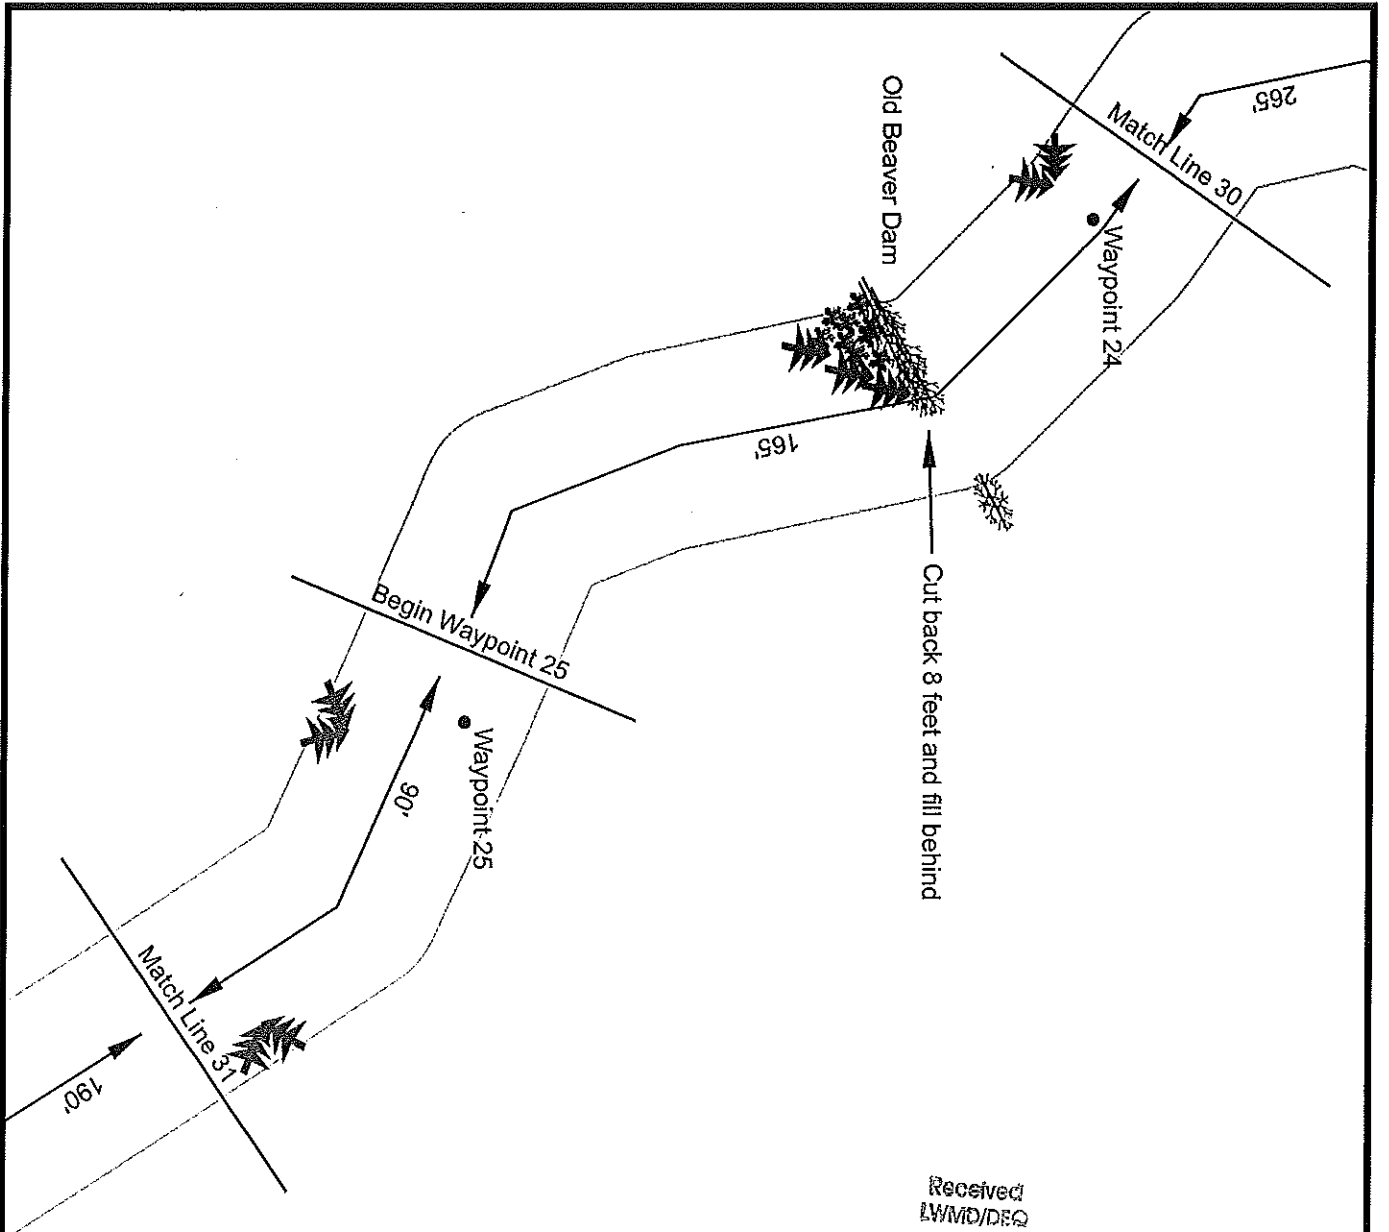 265'
Match Line 30
Old Beaver Dam
Waypoint 24
165'
Cut back 8 feet and fill behind
Begin Waypoint 25
Waypoint 25
90'
Match Line 31
190'
Received
LWMD/DEQ